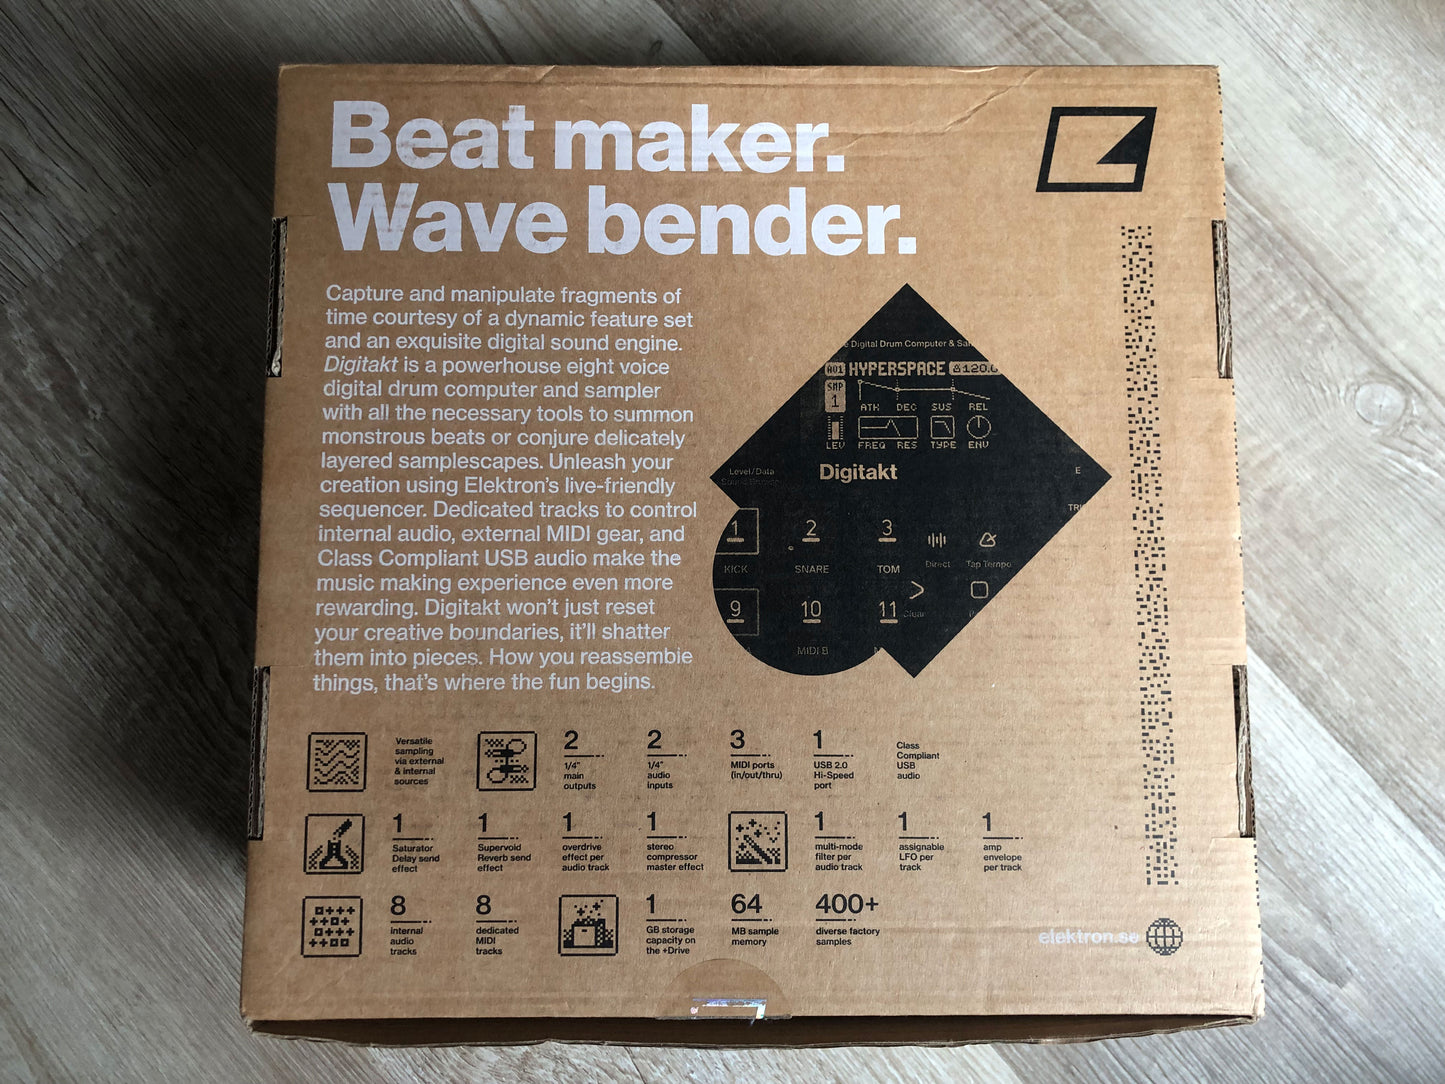 Beat maker.
Wave bender.
Capture and manipulate fragments of
time courtesy of a dynamic feature set
and an exquisite digital sound engine.
Digitakt is a powerhouse eight voice
digital drum computer and sampler
with all the necessary tools to summon
monstrous beats or conjure delicately
layered samplescapes. Unleash your
creation using Elektron’s live-friendly
sequencer. Dedicated tracks to control
internal audio, external MIDI gear, and
Class Compliant USB audio make the
music making experience even more
rewarding. Digitakt won’t just reset
your creative boundaries, it’ll shatter
them into pieces. How you reassemble
things, that’s where the fun begins.
Digital Drum Computer &
A01 HYPERSPACE 120.0
SMP
1
ATK DEC SUS REL
LEV FREQ RES TYPE ENV
Digitakt
Level/Data
E
1 2 3
KICK SNARE TOM
Direct Tap Tempo
9 10 11
Clear
MIDI B
Versatile
sampling
via external
& internal
sources
2
1/4"
main
outputs
2
1/4"
audio
inputs
3
MIDI ports
(in/out/thru)
1
USB 2.0
Hi-Speed
port
Class
Compliant
USB
audio
1
Saturator
Delay send
effect
1
Supervoid
Reverb send
effect
1
overdrive
effect per
audio track
1
stereo
compressor
master effect
1
multi-mode
filter per
audio track
1
assignable
LFO per
track
1
amp
envelope
per track
8
internal
audio
tracks
8
dedicated
MIDI
tracks
1
GB storage
capacity on
the +Drive
64
MB sample
memory
400+
diverse factory
samples
elektron.se